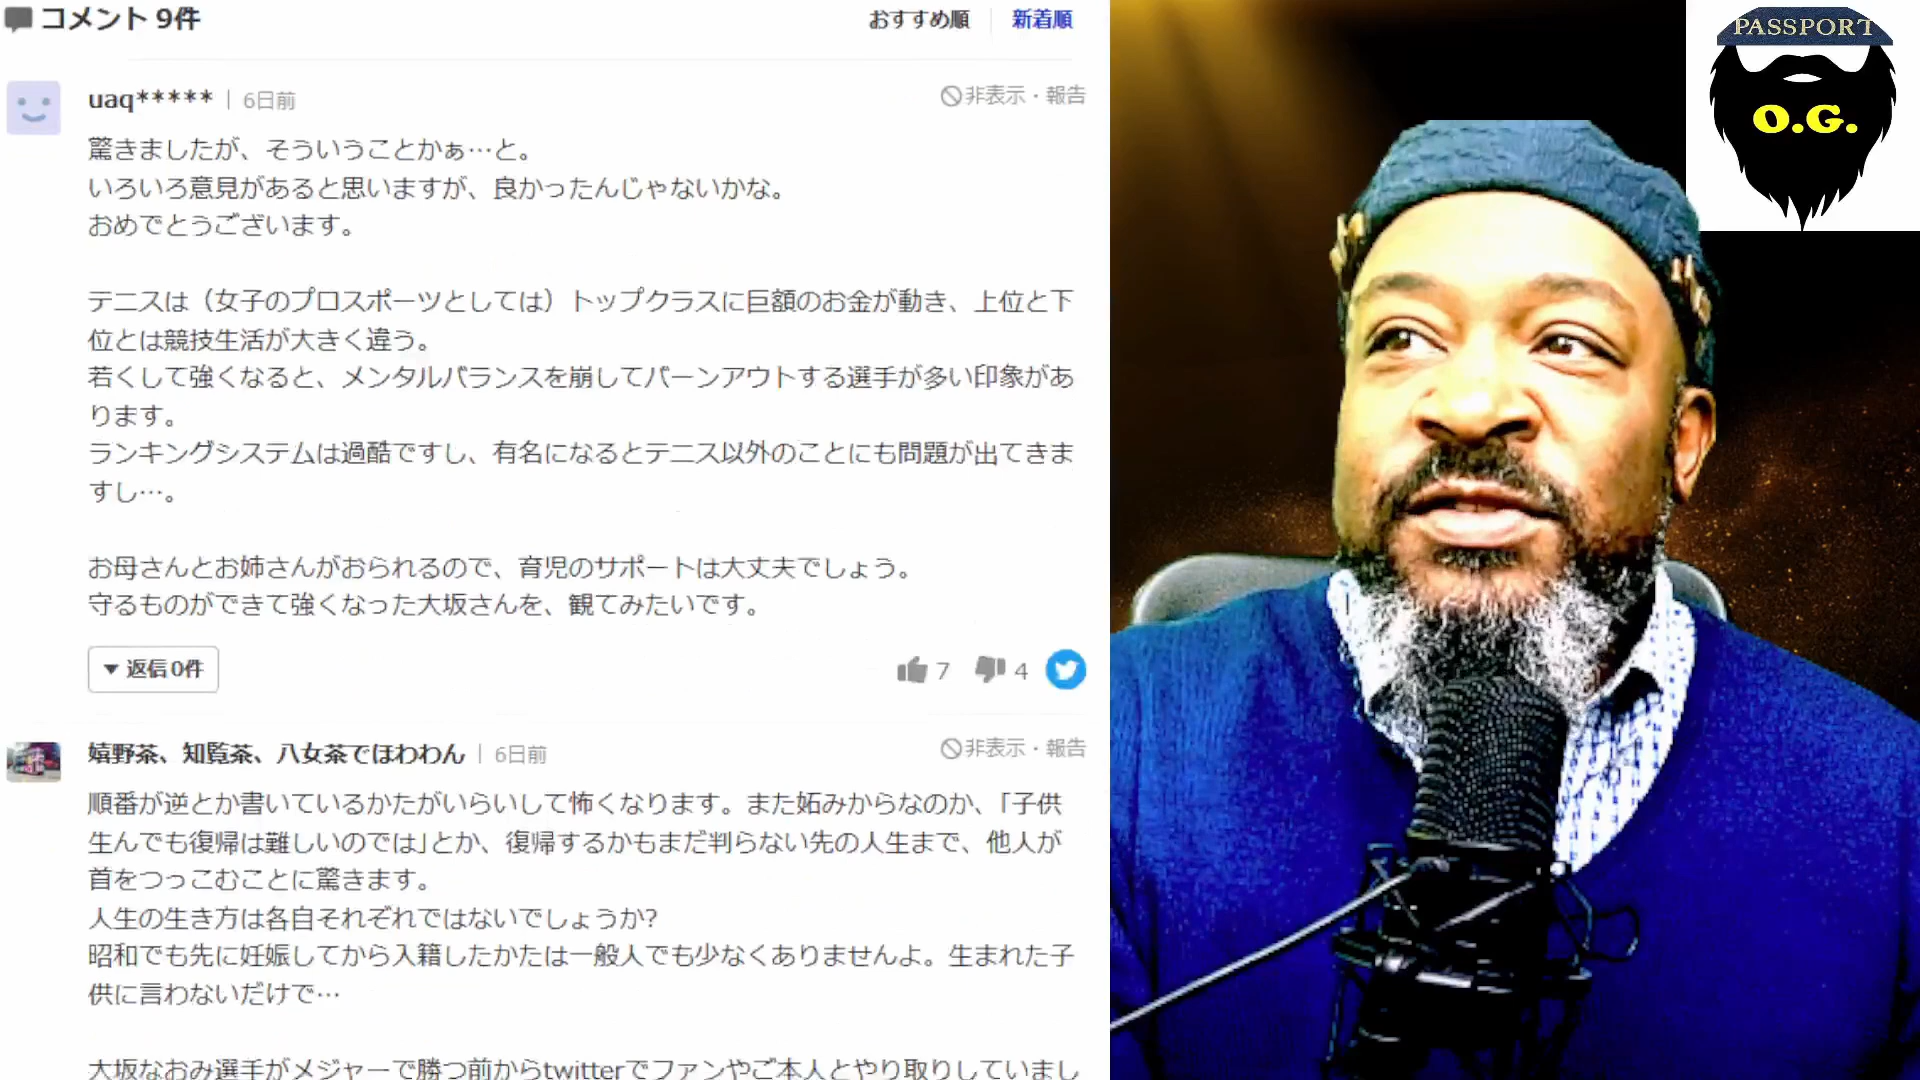 コメント 9件
おすすめ順
新着順
uaq***** | 6日前
非表示・報告
驚きましたが、そういうことかぁ…と。
いろいろ意見があると思いますが、良かったんじゃないかな。
おめでとうございます。
テニスは（女子のプロスポーツとしては）トップクラスに巨額のお金が動き、上位と下
位とは競技生活が大きく違う。
若くして強くなると、メンタルバランスを崩してバーンアウトする選手が多い印象があ
ります。
ランキングシステムは過酷ですし、有名になるとテニス以外のことにも問題が出てきま
すし…。
お母さんとお姉さんがおられるので、育児のサポートは大丈夫でしょう。
守るものができて強くなった大坂さんを、観てみたいです。
返信0件
7
4
嬉野茶、知覧茶、八女茶でほわわん | 6日前
非表示・報告
順番が逆とか書いているかたがいらいして怖くなります。また妬みからなのか、「子供
生んでも復帰は難しいのでは」とか、復帰するかもまだ判らない先の人生まで、他人が
首をつっこむことに驚きます。
人生の生き方は各自それぞれではないでしょうか?
昭和でも先に妊娠してから入籍したかたは一般人でも少なくありませんよ。生まれた子
供に言わないだけで…
大坂なおみ選手がメジャーで勝つ前からtwitterでファンやご本人とやり取りしていまし
PASSPORT
O.G.